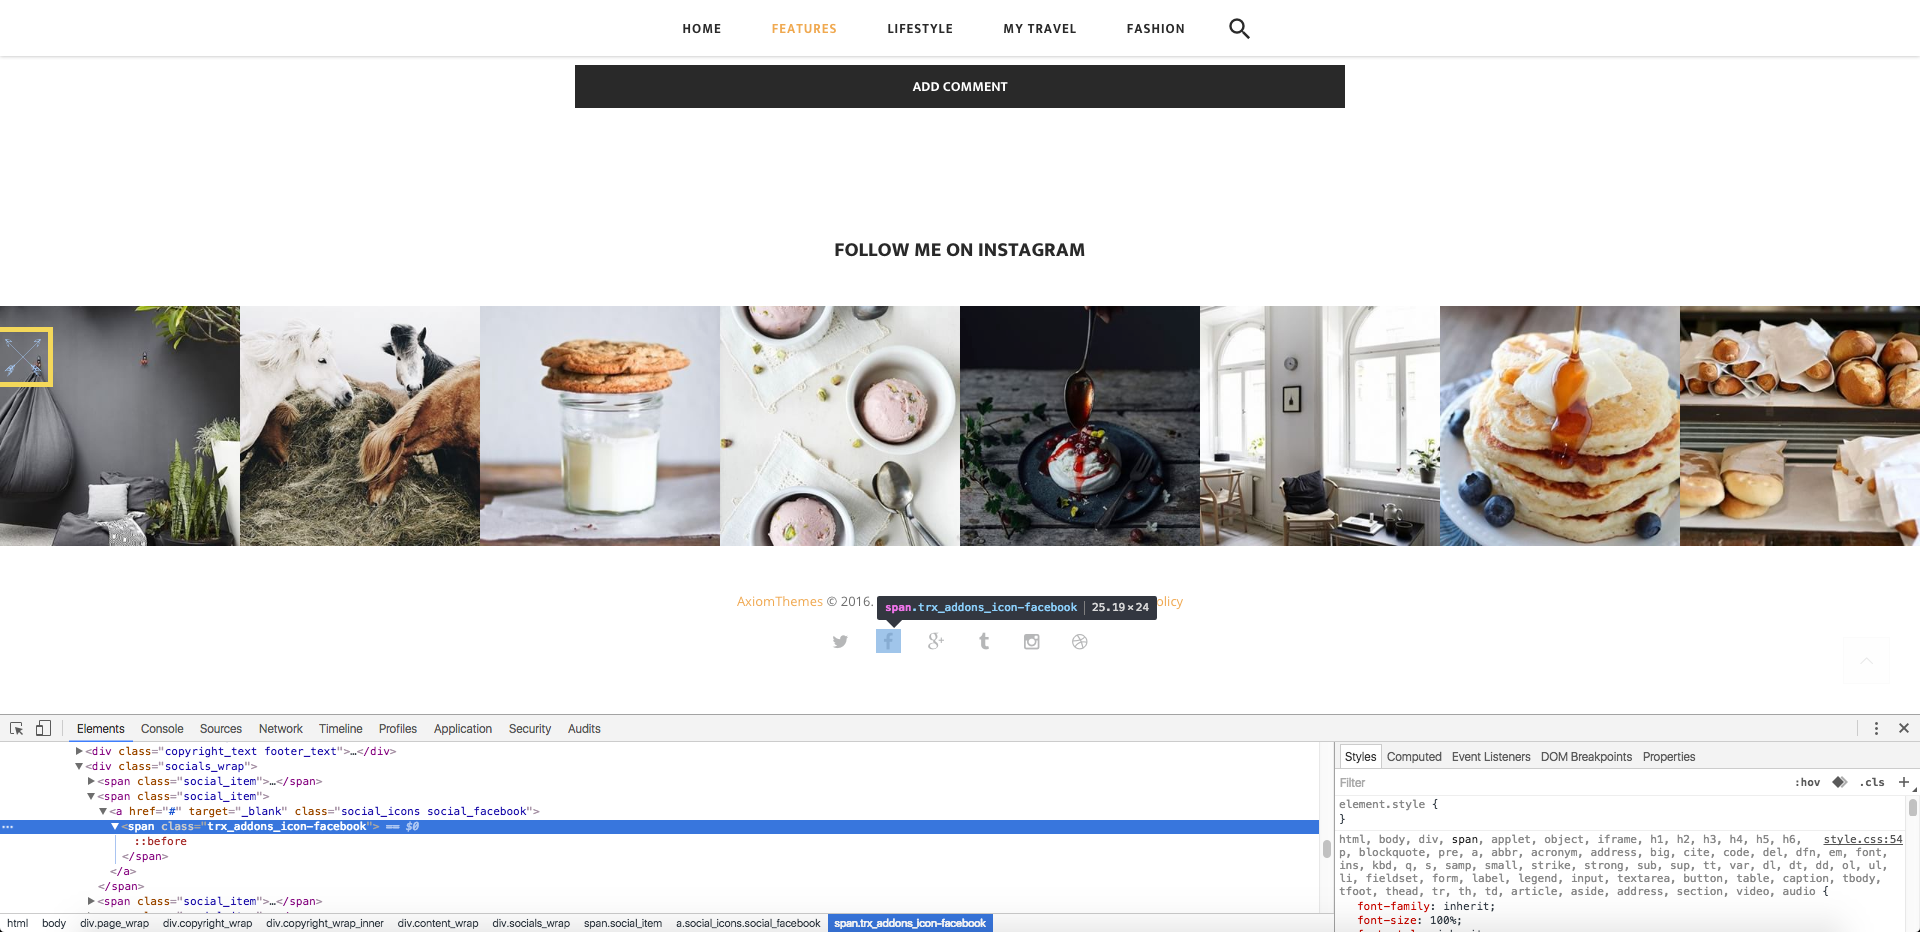 HOME FEATURES LIFESTYLE MY TRAVEL FASHION
ADD COMMENT
FOLLOW ME ON INSTAGRAM
AxiomThemes © 2016. olicy
span.trx_addons_icon-facebook | 25.19×24
Elements Console Sources Network Timeline Profiles Application Security Audits
▶<div class="copyright_text footer_text">…</div>
▼<div class="socials_wrap">
▶<span class="social_item">…</span>
▼<span class="social_item">
▼<a href="#" target="_blank" class="social_icons social_facebook">
… ▼<span class="trx_addons_icon-facebook"> == $0
::before
</span>
</a>
</span>
▶<span class="social_item">…</span>
html body div.page_wrap div.copyright_wrap div.copyright_wrap_inner div.content_wrap div.socials_wrap span.social_item a.social_icons.social_facebook span.trx_addons_icon-facebook
Styles Computed Event Listeners DOM Breakpoints Properties
Filter :hov .cls +
element.style {
}
html, body, div, span, applet, object, iframe, h1, h2, h3, h4, h5, h6, style.css:54
p, blockquote, pre, a, abbr, acronym, address, big, cite, code, del, dfn, em, font,
ins, kbd, q, s, samp, small, strike, strong, sub, sup, tt, var, dl, dt, dd, ol, ul,
li, fieldset, form, label, legend, input, textarea, button, table, caption, tbody,
tfoot, thead, tr, th, td, article, aside, address, section, video, audio {
font-family: inherit;
font-size: 100%;